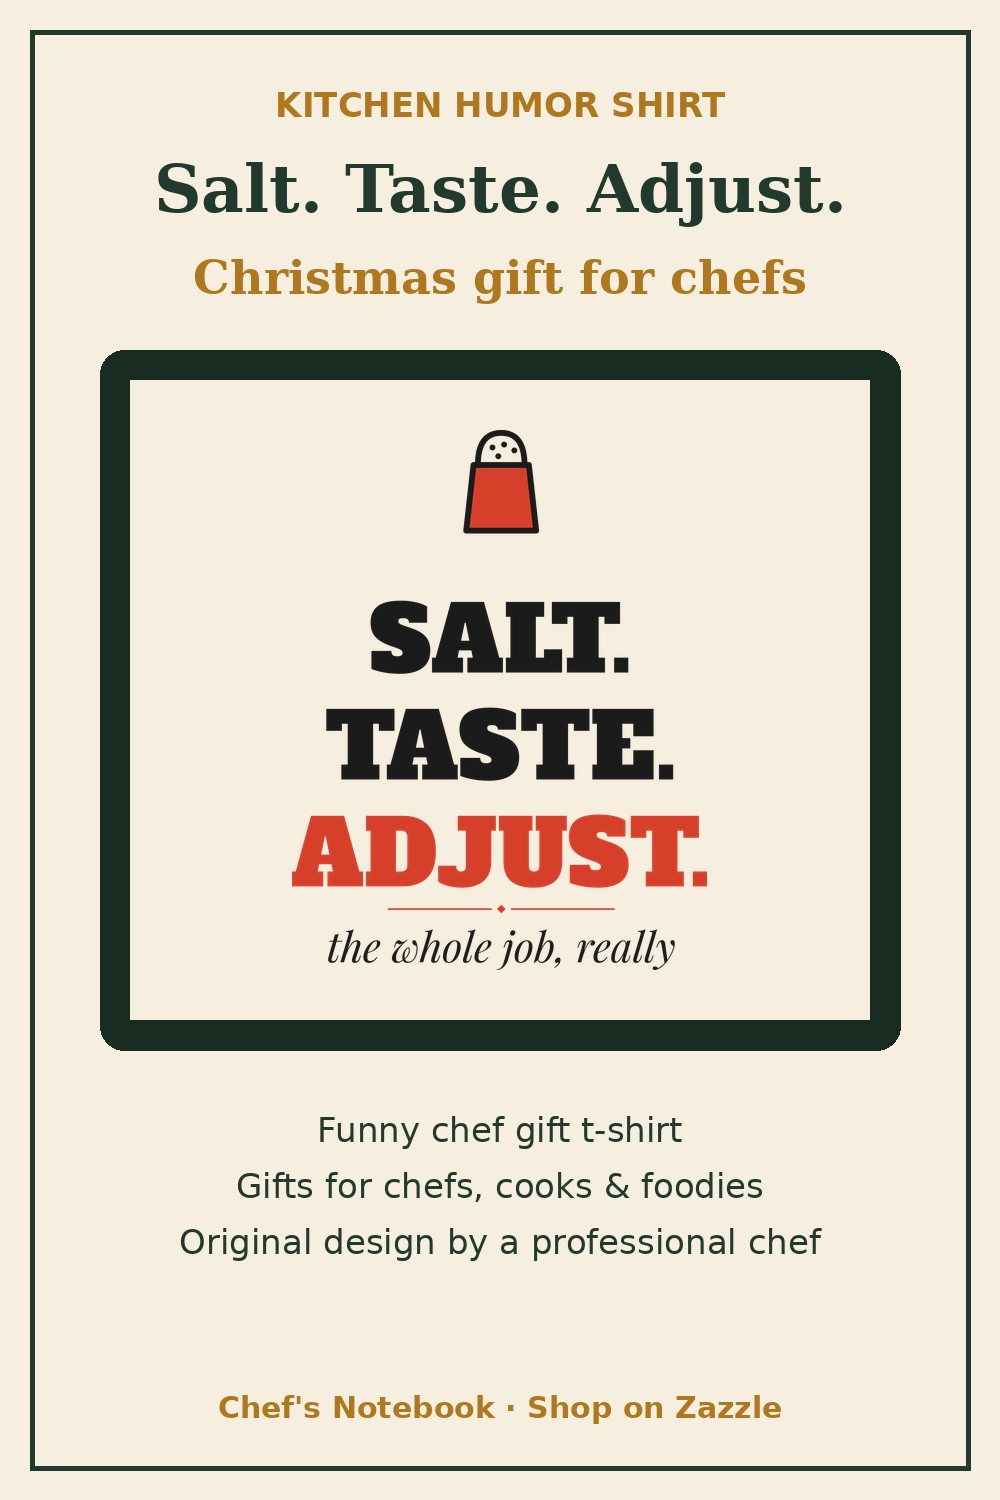 KITCHEN HUMOR SHIRT
Salt. Taste. Adjust.
Christmas gift for chefs
SALT.
TASTE.
ADJUST.
the whole job, really
Funny chef gift t-shirt
Gifts for chefs, cooks & foodies
Original design by a professional chef
Chef's Notebook · Shop on Zazzle